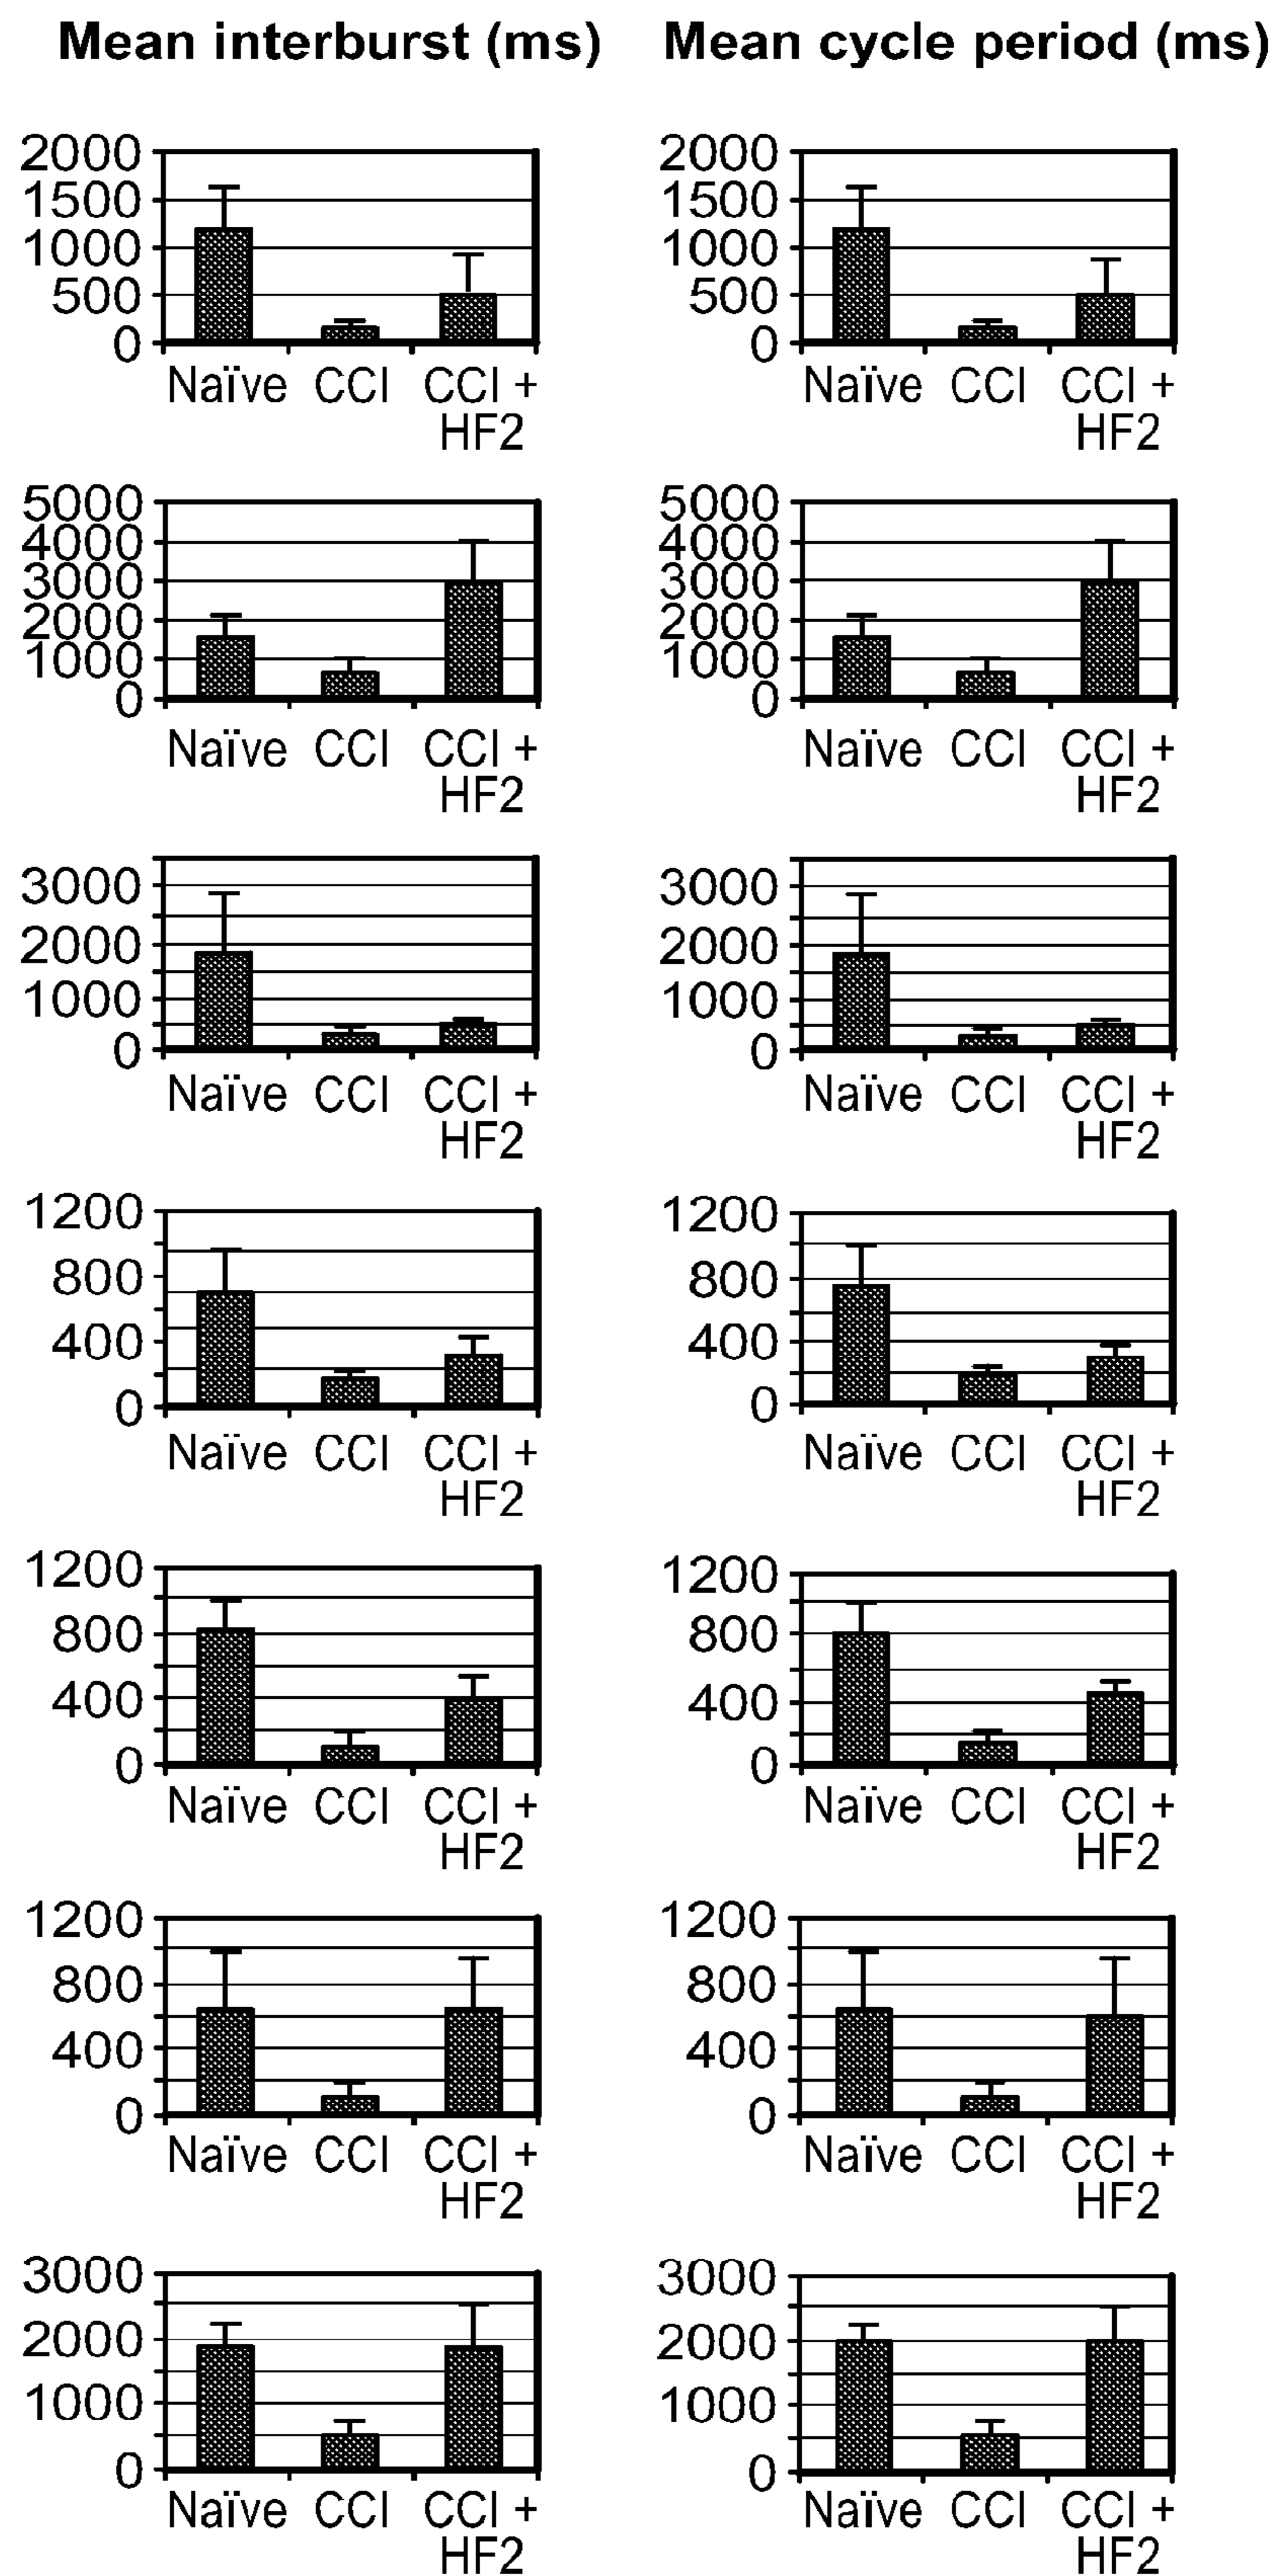 Mean interburst (ms) Mean cycle period (ms)
2000 2000
1500 1500
1000 1000
500 500
0 0
Naïve CCI CCI + Naïve CCI CCI +
HF2 HF2
5000 5000
4000 4000
3000 3000
2000 2000
1000 1000
0 0
Naïve CCI CCI + Naïve CCI CCI +
HF2 HF2
3000 3000
2000 2000
1000 1000
0 0
Naïve CCI CCI + Naïve CCI CCI +
HF2 HF2
1200 1200
800 800
400 400
0 0
Naïve CCI CCI + Naïve CCI CCI +
HF2 HF2
1200 1200
800 800
400 400
0 0
Naïve CCI CCI + Naïve CCI CCI +
HF2 HF2
1200 1200
800 800
400 400
0 0
Naïve CCI CCI + Naïve CCI CCI +
HF2 HF2
3000 3000
2000 2000
1000 1000
0 0
Naïve CCI CCI + Naïve CCI CCI +
HF2 HF2